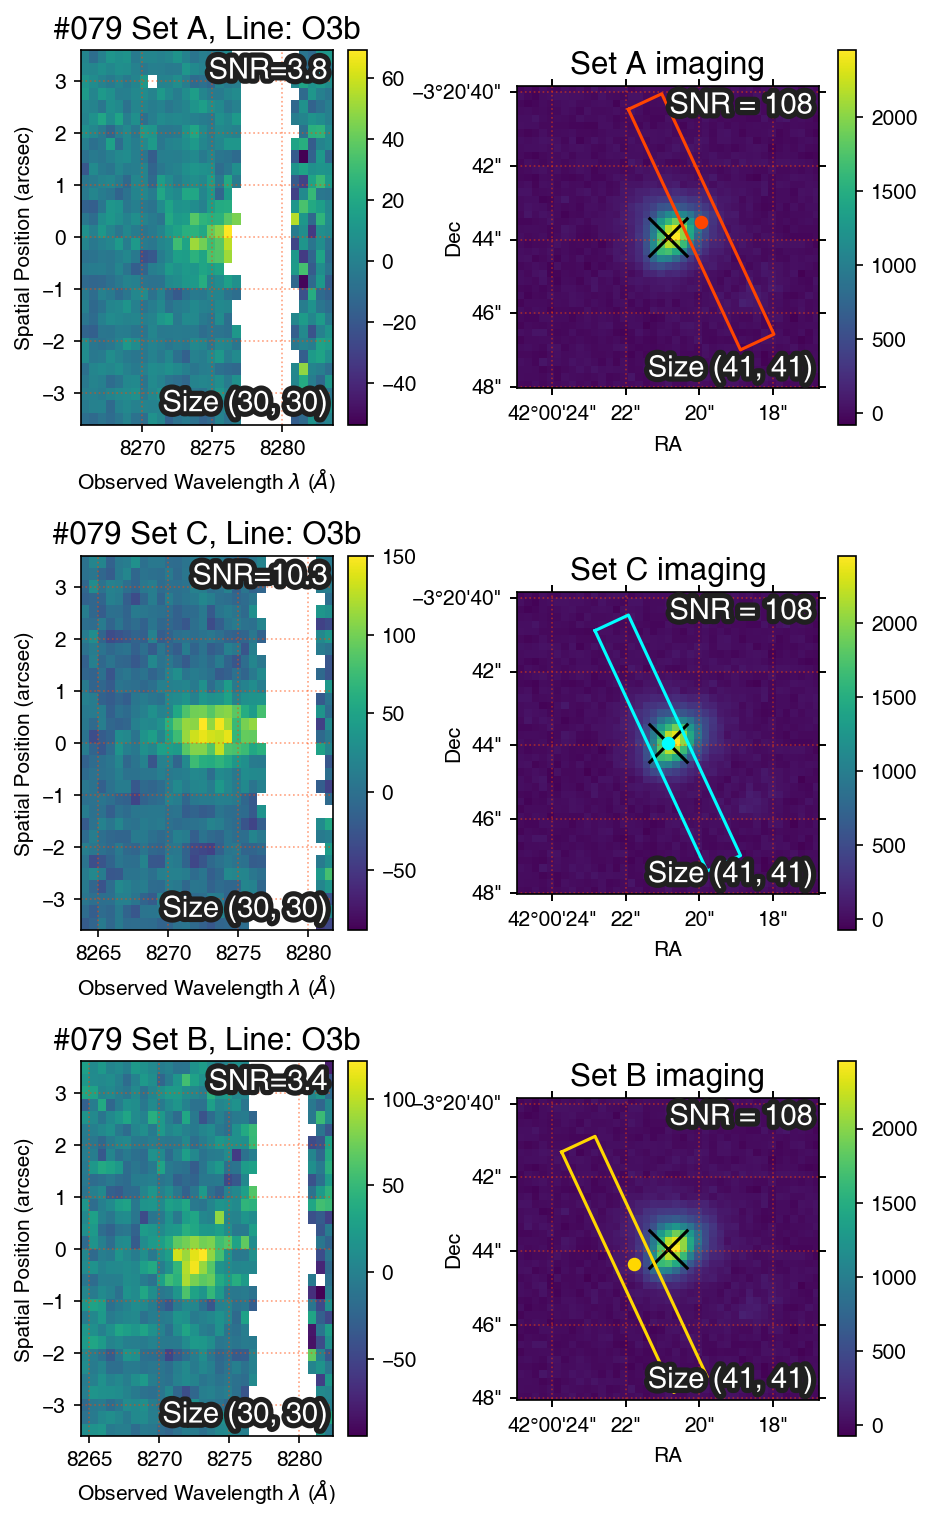 #079 Set A, Line: O3b
SNR=3.8
Spatial Position (arcsec)
3
2
1
0
−1
−2
−3
Size (30, 30)
8270 8275 8280
Observed Wavelength λ (Å)
60
40
20
0
−20
−40
Set A imaging
SNR = 108
−3°20'40"
42"
44"
46"
48"
Dec
Size (41, 41)
42°00'24" 22" 20" 18"
RA
2000
1500
1000
500
0
#079 Set C, Line: O3b
SNR=10.3
Spatial Position (arcsec)
3
2
1
0
−1
−2
−3
Size (30, 30)
8265 8270 8275 8280
Observed Wavelength λ (Å)
150
100
50
0
−50
Set C imaging
SNR = 108
−3°20'40"
42"
44"
46"
48"
Dec
Size (41, 41)
42°00'24" 22" 20" 18"
RA
2000
1500
1000
500
0
#079 Set B, Line: O3b
SNR=3.4
Spatial Position (arcsec)
3
2
1
0
−1
−2
−3
Size (30, 30)
8265 8270 8275 8280
Observed Wavelength λ (Å)
100
50
0
−50
Set B imaging
SNR = 108
−3°20'40"
42"
44"
46"
48"
Dec
Size (41, 41)
42°00'24" 22" 20" 18"
RA
2000
1500
1000
500
0